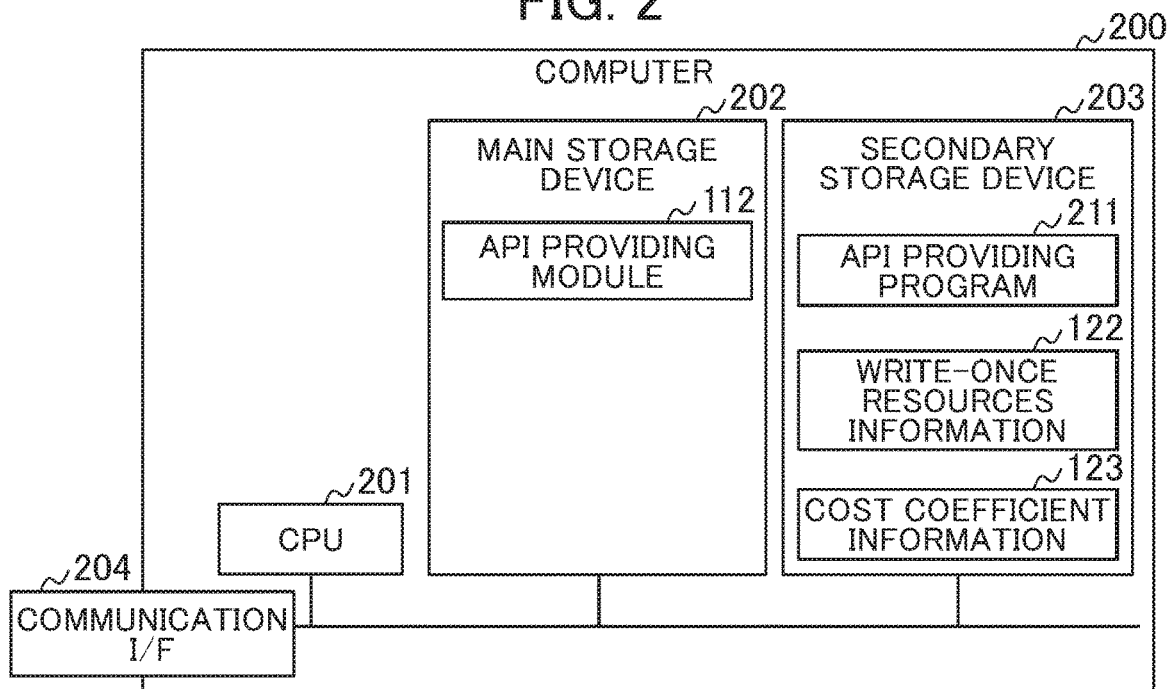 FIG. 2
200
COMPUTER
202
MAIN STORAGE
DEVICE
112
API PROVIDING
MODULE
203
SECONDARY
STORAGE DEVICE
211
API PROVIDING
PROGRAM
122
WRITE-ONCE
RESOURCES
INFORMATION
123
COST COEFFICIENT
INFORMATION
201
CPU
204
COMMUNICATION
I/F